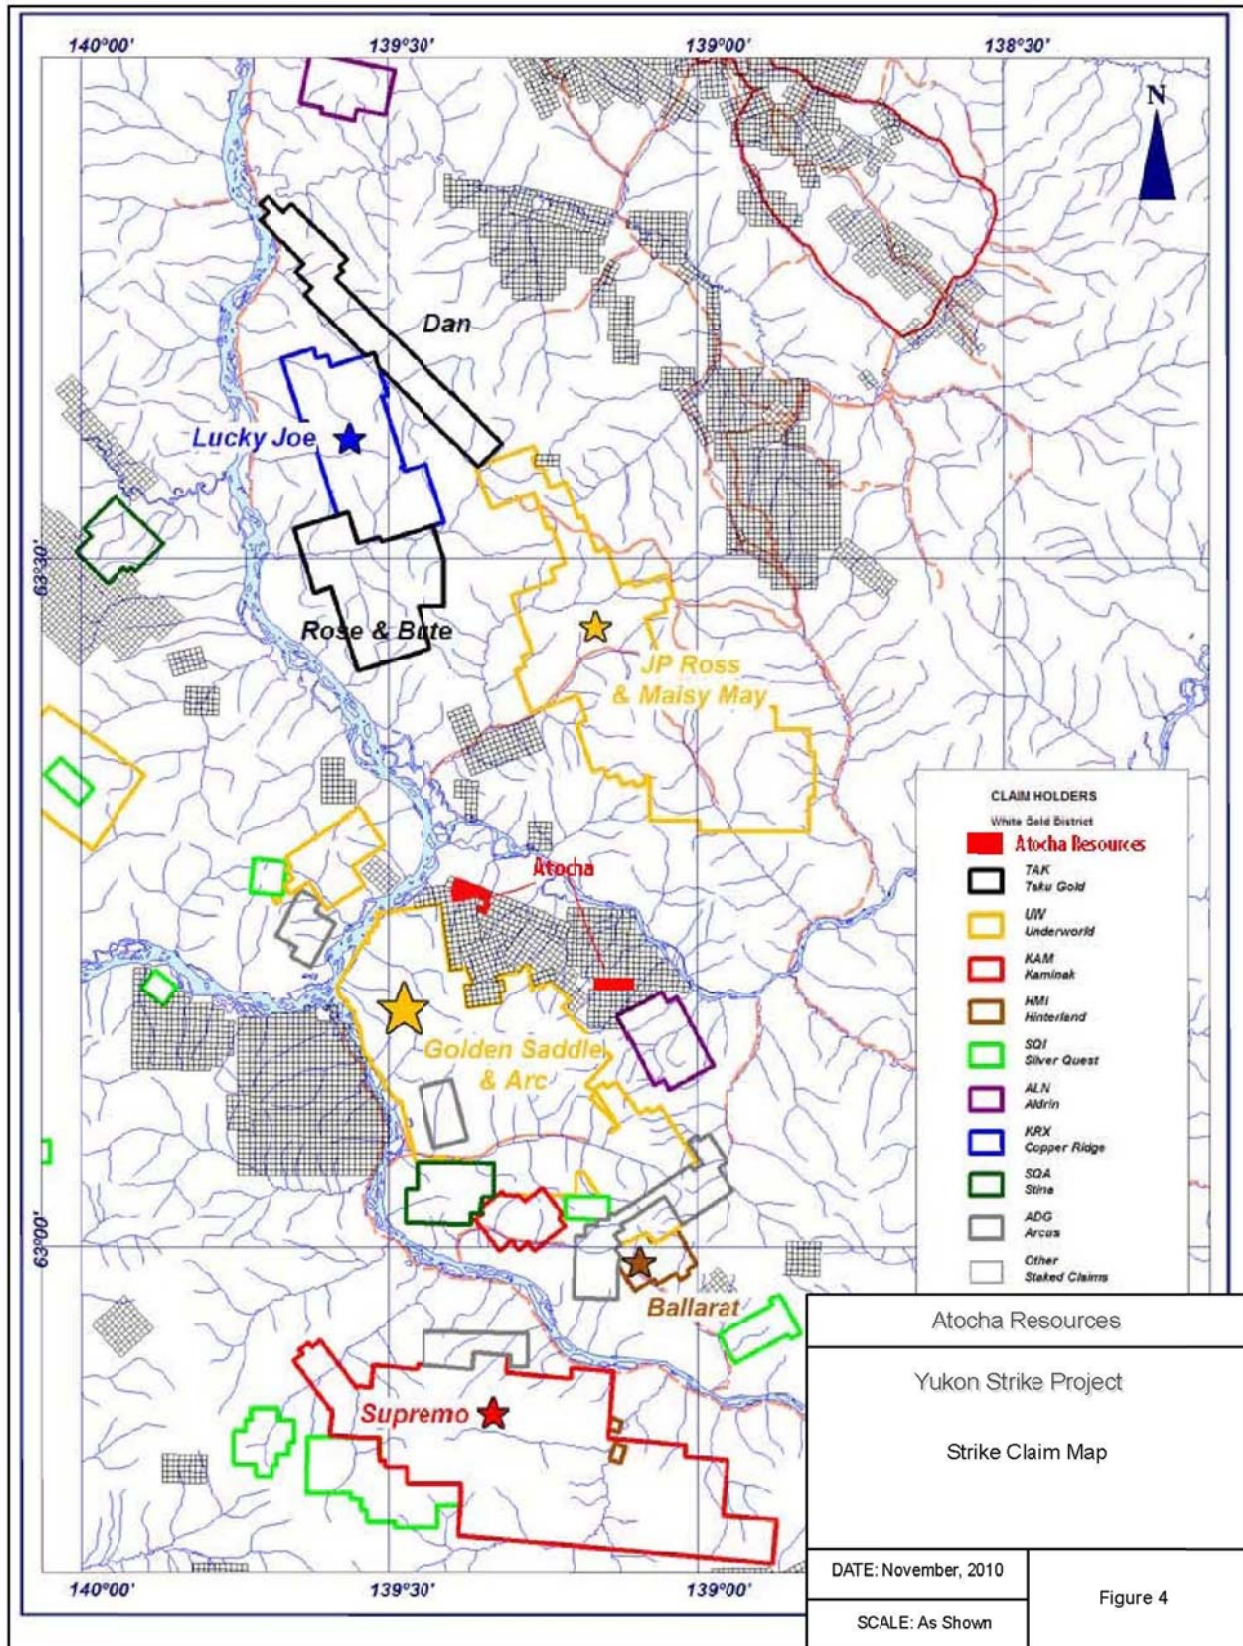 140°00'
139°30'
139°00'
138°30'
N
Dan
Lucky Joe
63°30'
Rose & Bute
JP Ross
& Maisy May
CLAIM HOLDERS
White Gold District
Atocha Resources
TAK
Tsku Gold
UW
Underworld
KAM
Kaminak
HMI
Hinterland
SQI
Silver Quest
ALN
Aldrin
KRX
Copper Ridge
SQA
Stina
ADG
Arcus
Other
Staked Claims
Atocha
Golden Saddle
& Arc
63°00'
Ballarat
Supremo
140°00'
139°30'
139°00'
Atocha Resources
Yukon Strike Project
Strike Claim Map
DATE: November, 2010
SCALE: As Shown
Figure 4